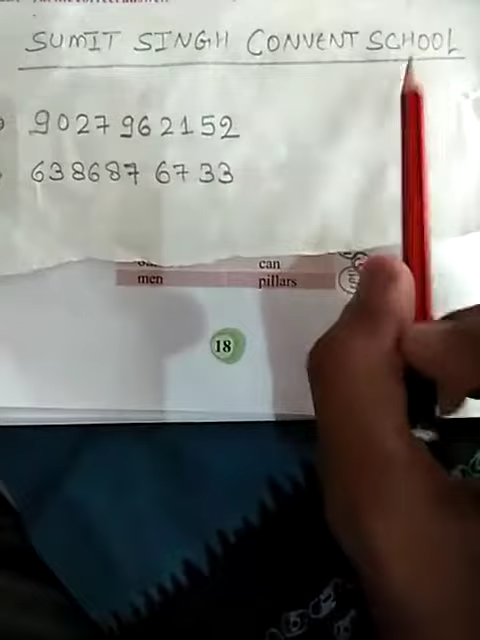 SUMIT SINGH CONVENT SCHOOL
9027962152
6386876733
can
men pillars
18